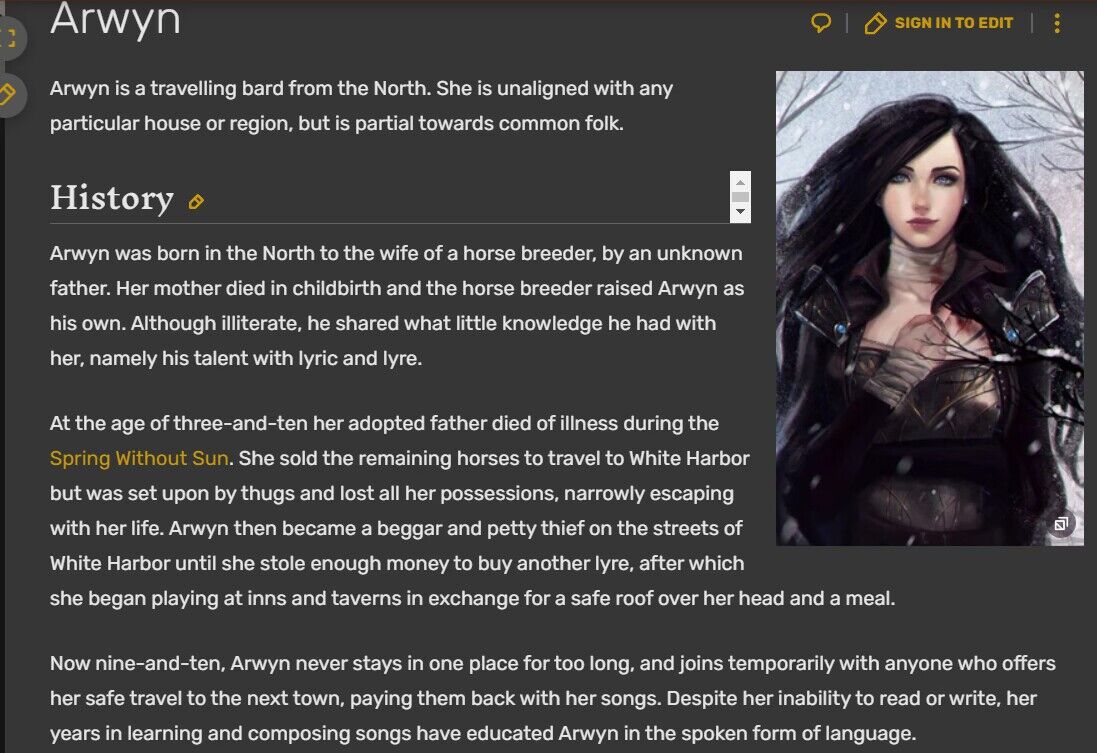 Arwyn
SIGN IN TO EDIT
Arwyn is a travelling bard from the North. She is unaligned with any
particular house or region, but is partial towards common folk.
History
Arwyn was born in the North to the wife of a horse breeder, by an unknown
father. Her mother died in childbirth and the horse breeder raised Arwyn as
his own. Although illiterate, he shared what little knowledge he had with
her, namely his talent with lyric and lyre.
At the age of three-and-ten her adopted father died of illness during the
Spring Without Sun. She sold the remaining horses to travel to White Harbor
but was set upon by thugs and lost all her possessions, narrowly escaping
with her life. Arwyn then became a beggar and petty thief on the streets of
White Harbor until she stole enough money to buy another lyre, after which
she began playing at inns and taverns in exchange for a safe roof over her head and a meal.
Now nine-and-ten, Arwyn never stays in one place for too long, and joins temporarily with anyone who offers
her safe travel to the next town, paying them back with her songs. Despite her inability to read or write, her
years in learning and composing songs have educated Arwyn in the spoken form of language.